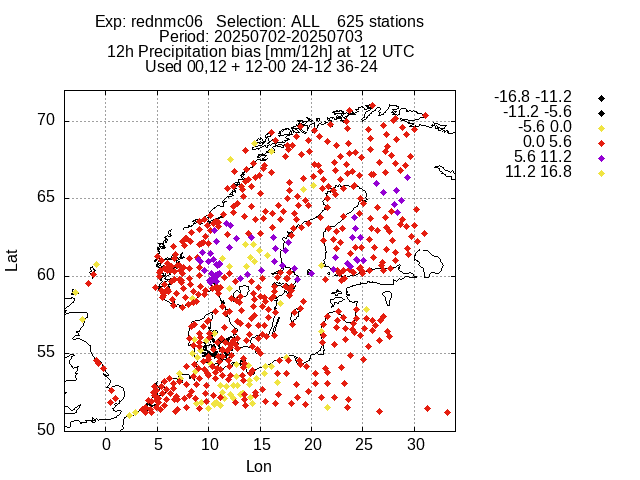 Exp: rednmc06   Selection: ALL    625 stations
Period: 20250702-20250703
12h Precipitation bias [mm/12h] at  12 UTC
Used 00,12 + 12-00 24-12 36-24
-16.8 -11.2
-11.2 -5.6
-5.6 0.0
0.0 5.6
5.6 11.2
11.2 16.8
70
65
60
55
50
Lat
0 5 10 15 20 25 30
Lon